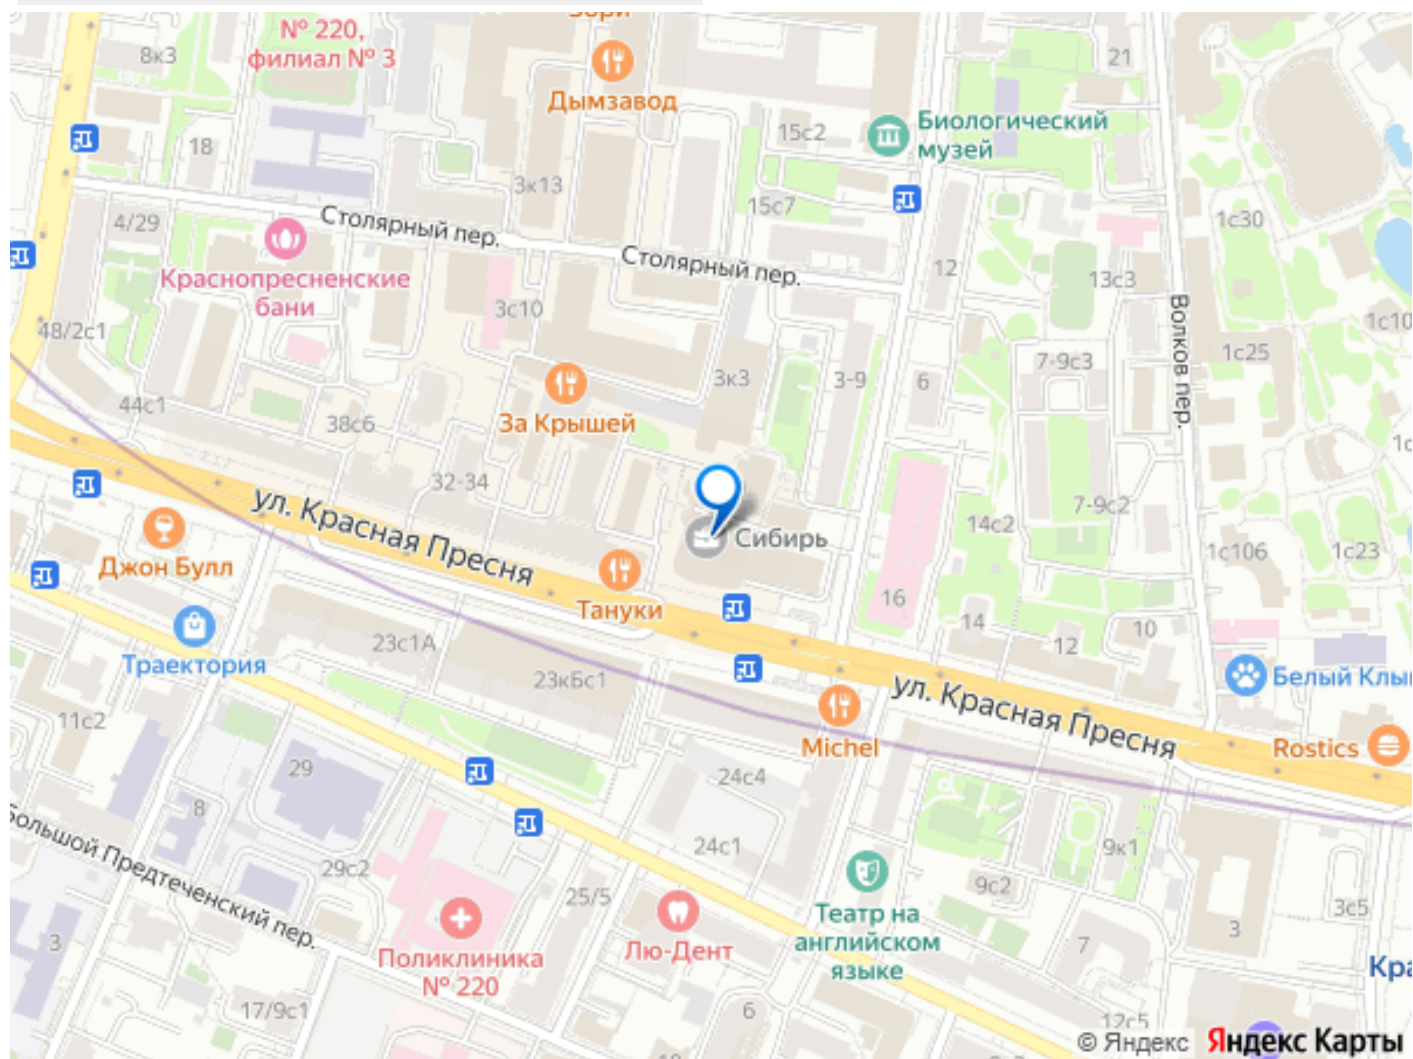 № 220,
филиал № 3
8к3
Дымзавод
21
18
15с2
Биологический
музей
3к13
15с7
4/29
Столярный пер.
1с30
Краснопресненские
бани
Столярный пер.
12
13с3
3с10
Волков пер.
48/2с1
1с10
1с25
7-9с3
3к3
3-9
6
За Крышей
44с1
38с6
32-34
7-9с2
ул. Красная Пресня
14с2
Сибирь
1с106
1с23
Джон Булл
Тануки
16
14
12
10
23с1А
Траектория
23кБс1
Белый Клы
ул. Красная Пресня
11с2
Michel
Rostics
29
24с4
8
Большой Предтеченский пер.
24с1
9к1
29с2
25/5
9с2
3с5
Театр на
английском
языке
3
3
7
Лю-Дент
Поликлиника
№ 220
Кра
17/9с1
6
12с5
© Яндекс
Яндекс Карты